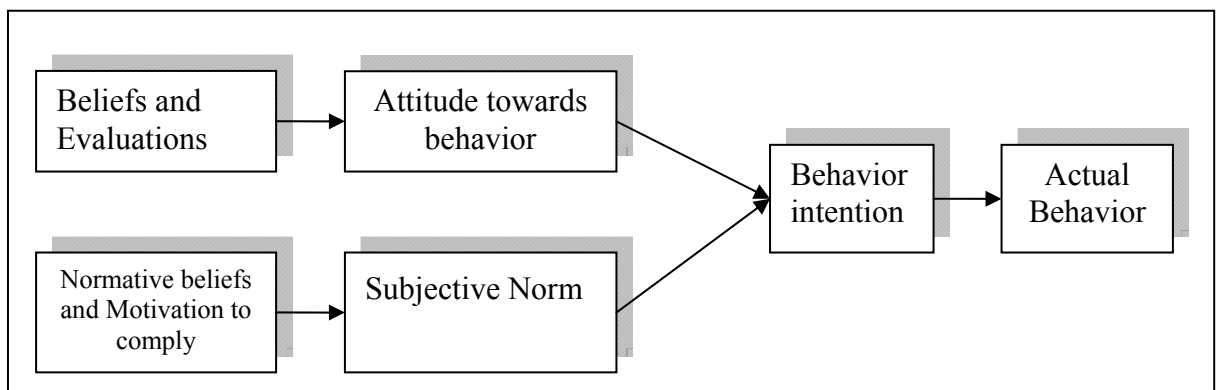 Beliefs and
Evaluations
Attitude towards
behavior
Behavior
intention
Actual
Behavior
Normative beliefs
and Motivation to
comply
Subjective Norm